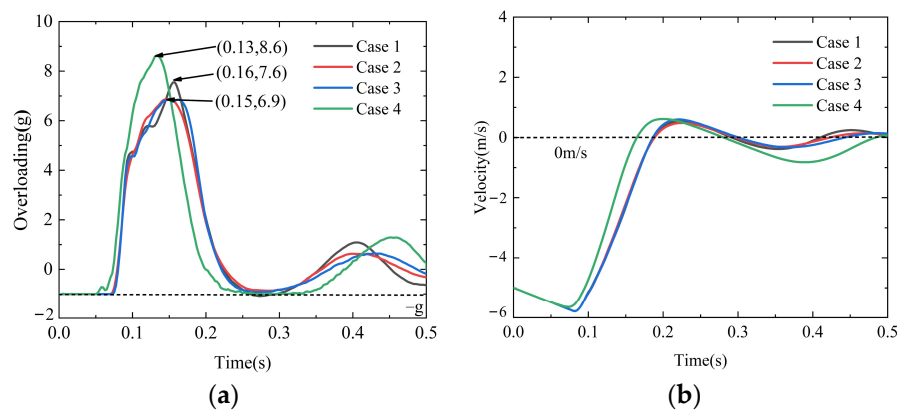 (0.13,8.6)
(0.16,7.6)
(0.15,6.9)
Case 1
Case 2
Case 3
Case 4
10
8
6
4
2
0
−2
−g
0.0 0.1 0.2 0.3 0.4 0.5
Overloading(g)
Time(s)
(a)
Case 1
Case 2
Case 3
Case 4
4
2
0
−2
−4
−6
0m/s
0.0 0.1 0.2 0.3 0.4 0.5
Velocity(m/s)
Time(s)
(b)